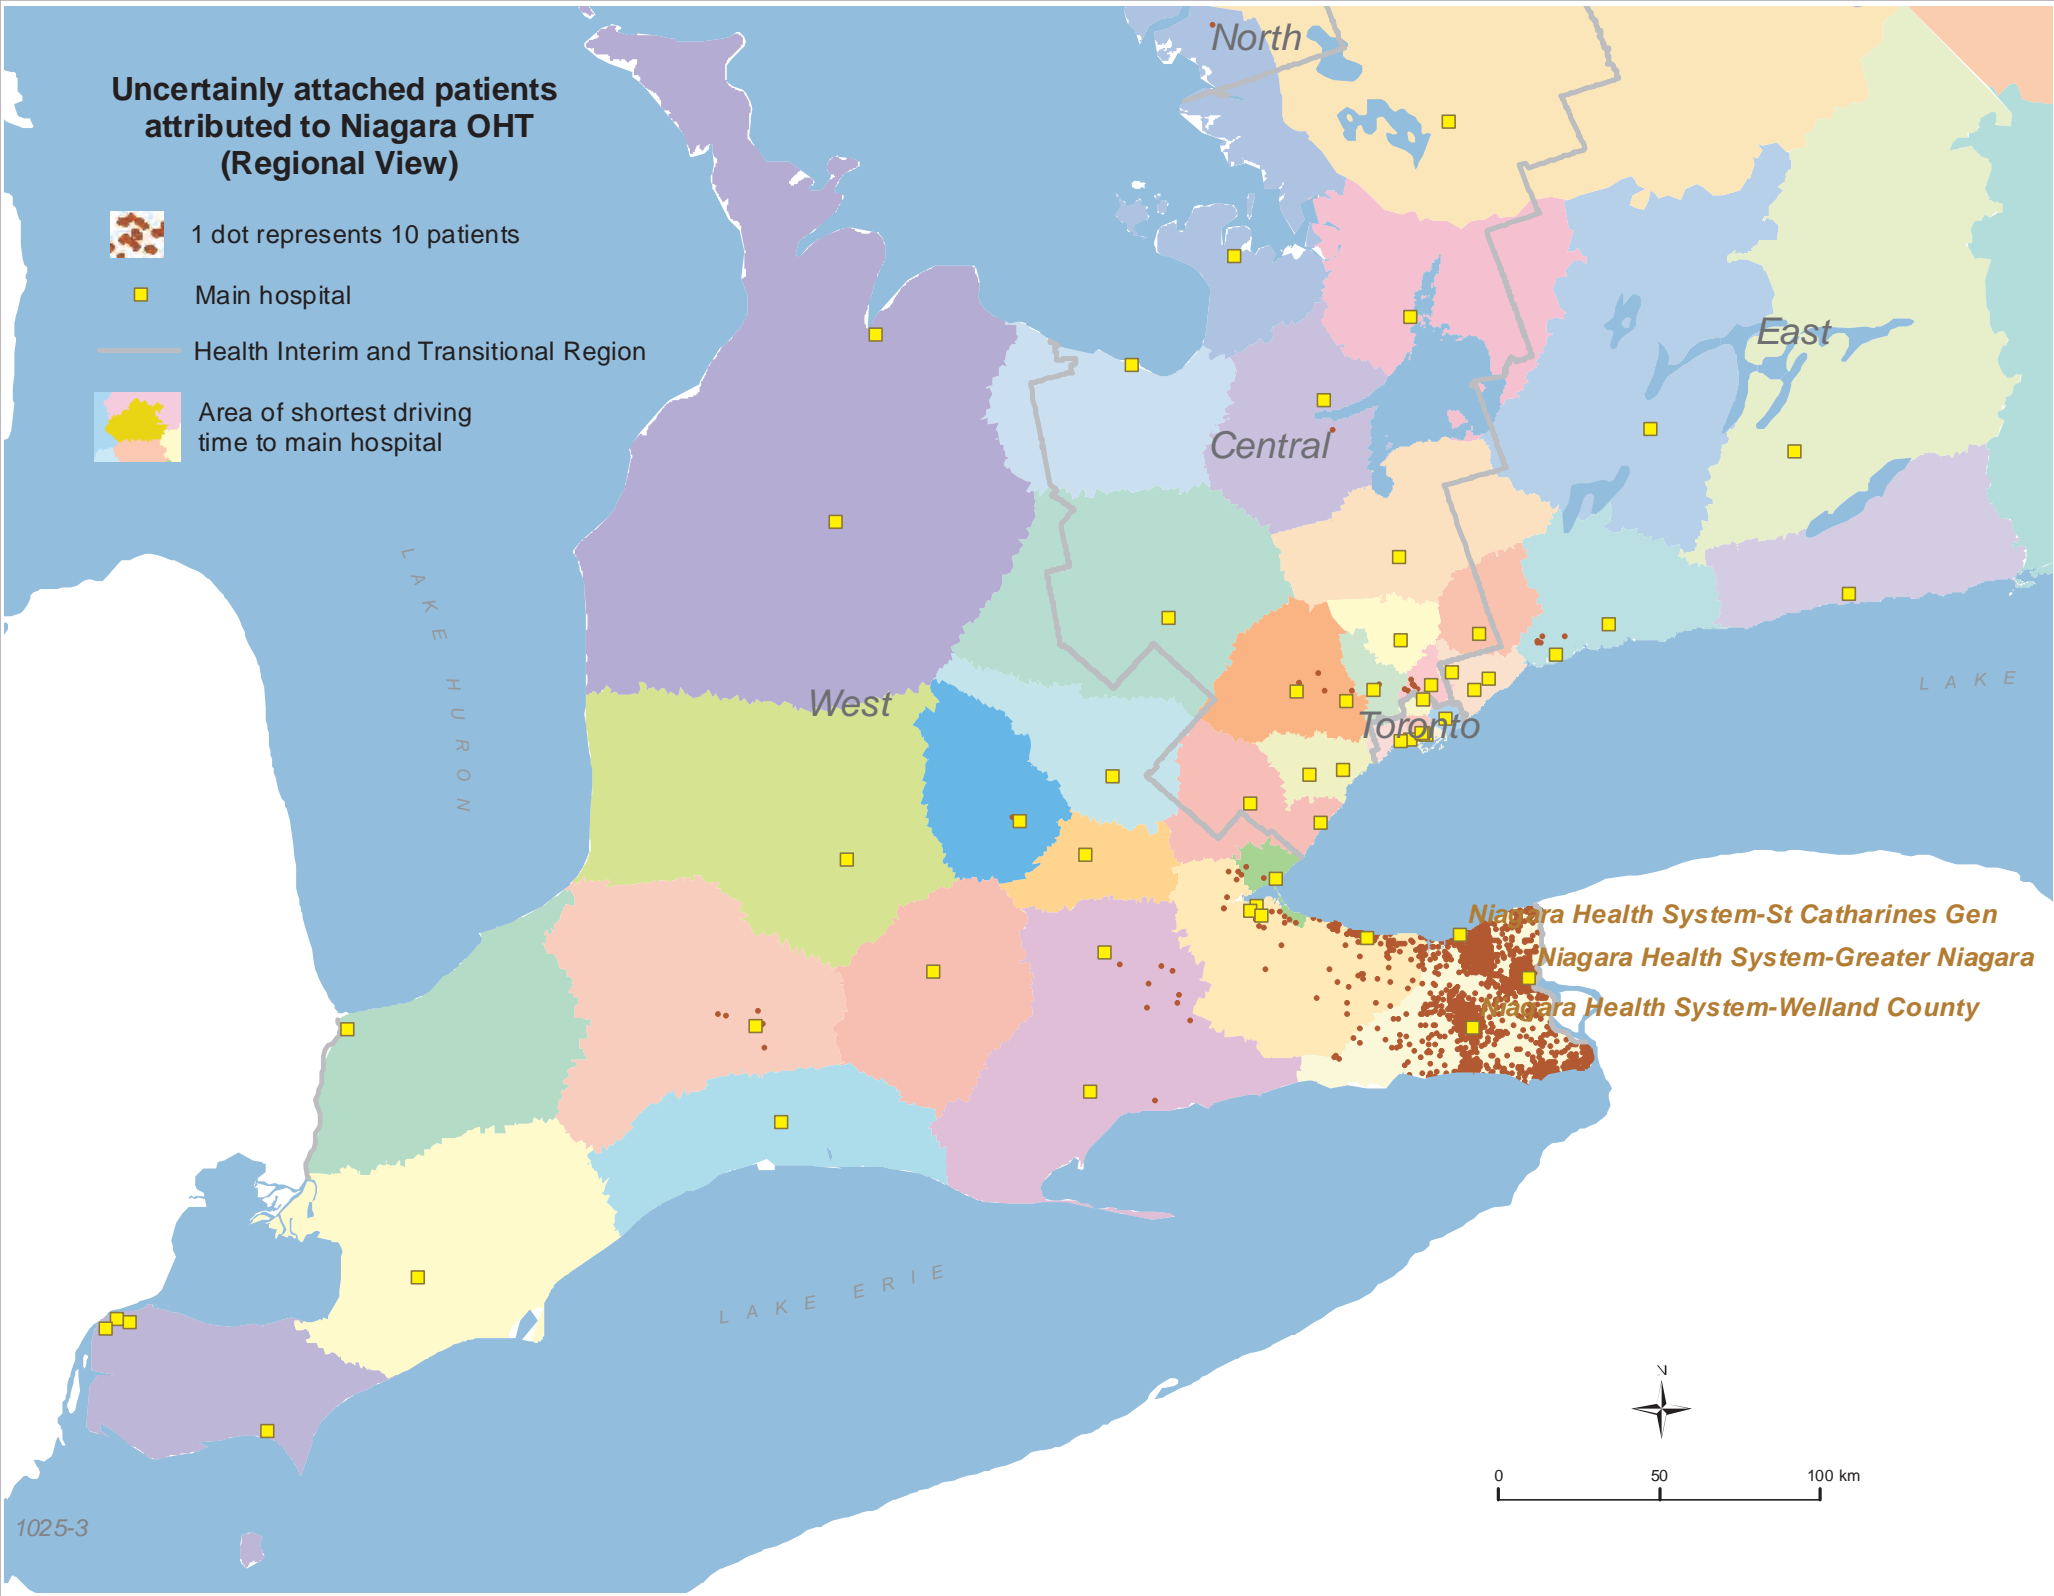 Uncertainly attached patients
attributed to Niagara OHT
(Regional View)
1 dot represents 10 patients
Main hospital
Health Interim and Transitional Region
Area of shortest driving
time to main hospital
North
East
Central
West
Toronto
LAKE HURON
LAKE
LAKE ERIE
Niagara Health System-St Catharines Gen
Niagara Health System-Greater Niagara
Niagara Health System-Welland County
N
0 50 100 km
1025-3